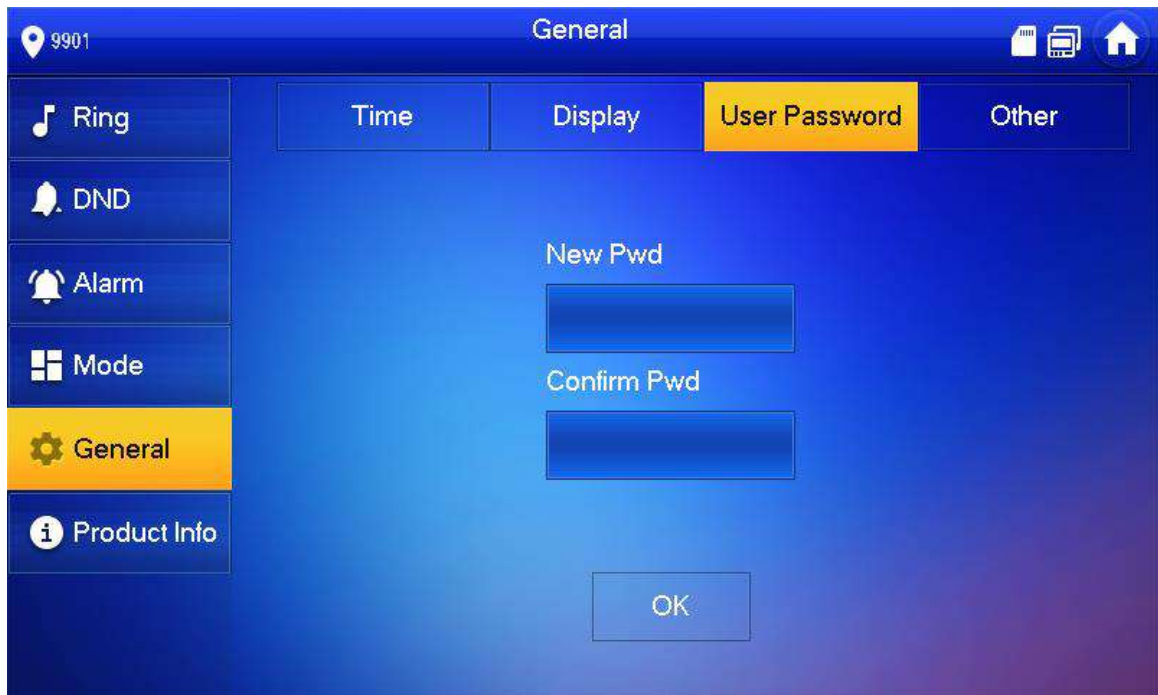 9901
General
Ring
DND
Alarm
Mode
General
Product Info
Time
Display
User Password
Other
New Pwd
Confirm Pwd
OK